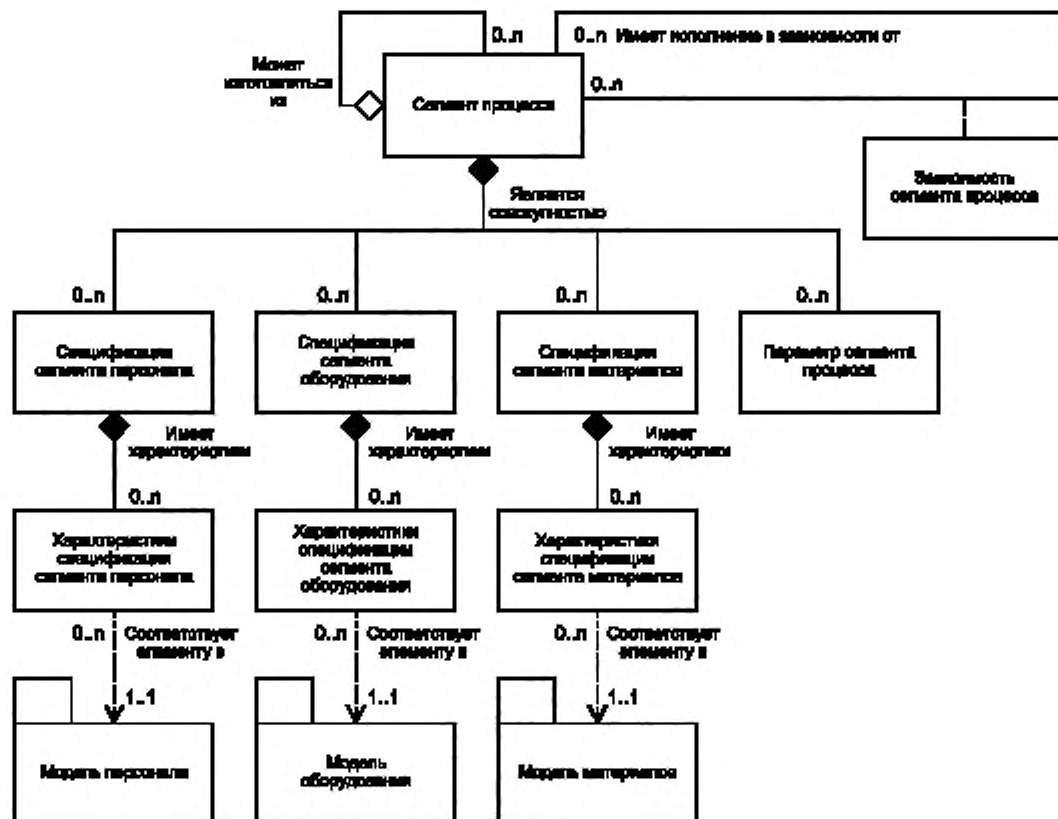 0..n
0..n Имеет исполнение в зависимости от
Может
изготовляться
из
Сегмент процесса
0..n
Зависимость
сегмента процесса
Является
совокупностью
0..n
0..n
0..n
0..n
Спецификация
сегмента персонала
Спецификация
сегмента
оборудования
Спецификация
сегмента материалов
Параметр сегмента
процесса
Имеет
характеристики
Имеет
характеристики
Имеет
характеристики
0..n
0..n
0..n
Характеристики
спецификации
сегмента персонала
Характеристики
спецификации
сегмента
оборудования
Характеристики
спецификации
сегмента материалов
0..n
Соответствует
элементу в
0..n
Соответствует
элементу в
0..n
Соответствует
элементу в
1..1
1..1
1..1
Модель персонала
Модель
оборудования
Модель материалов